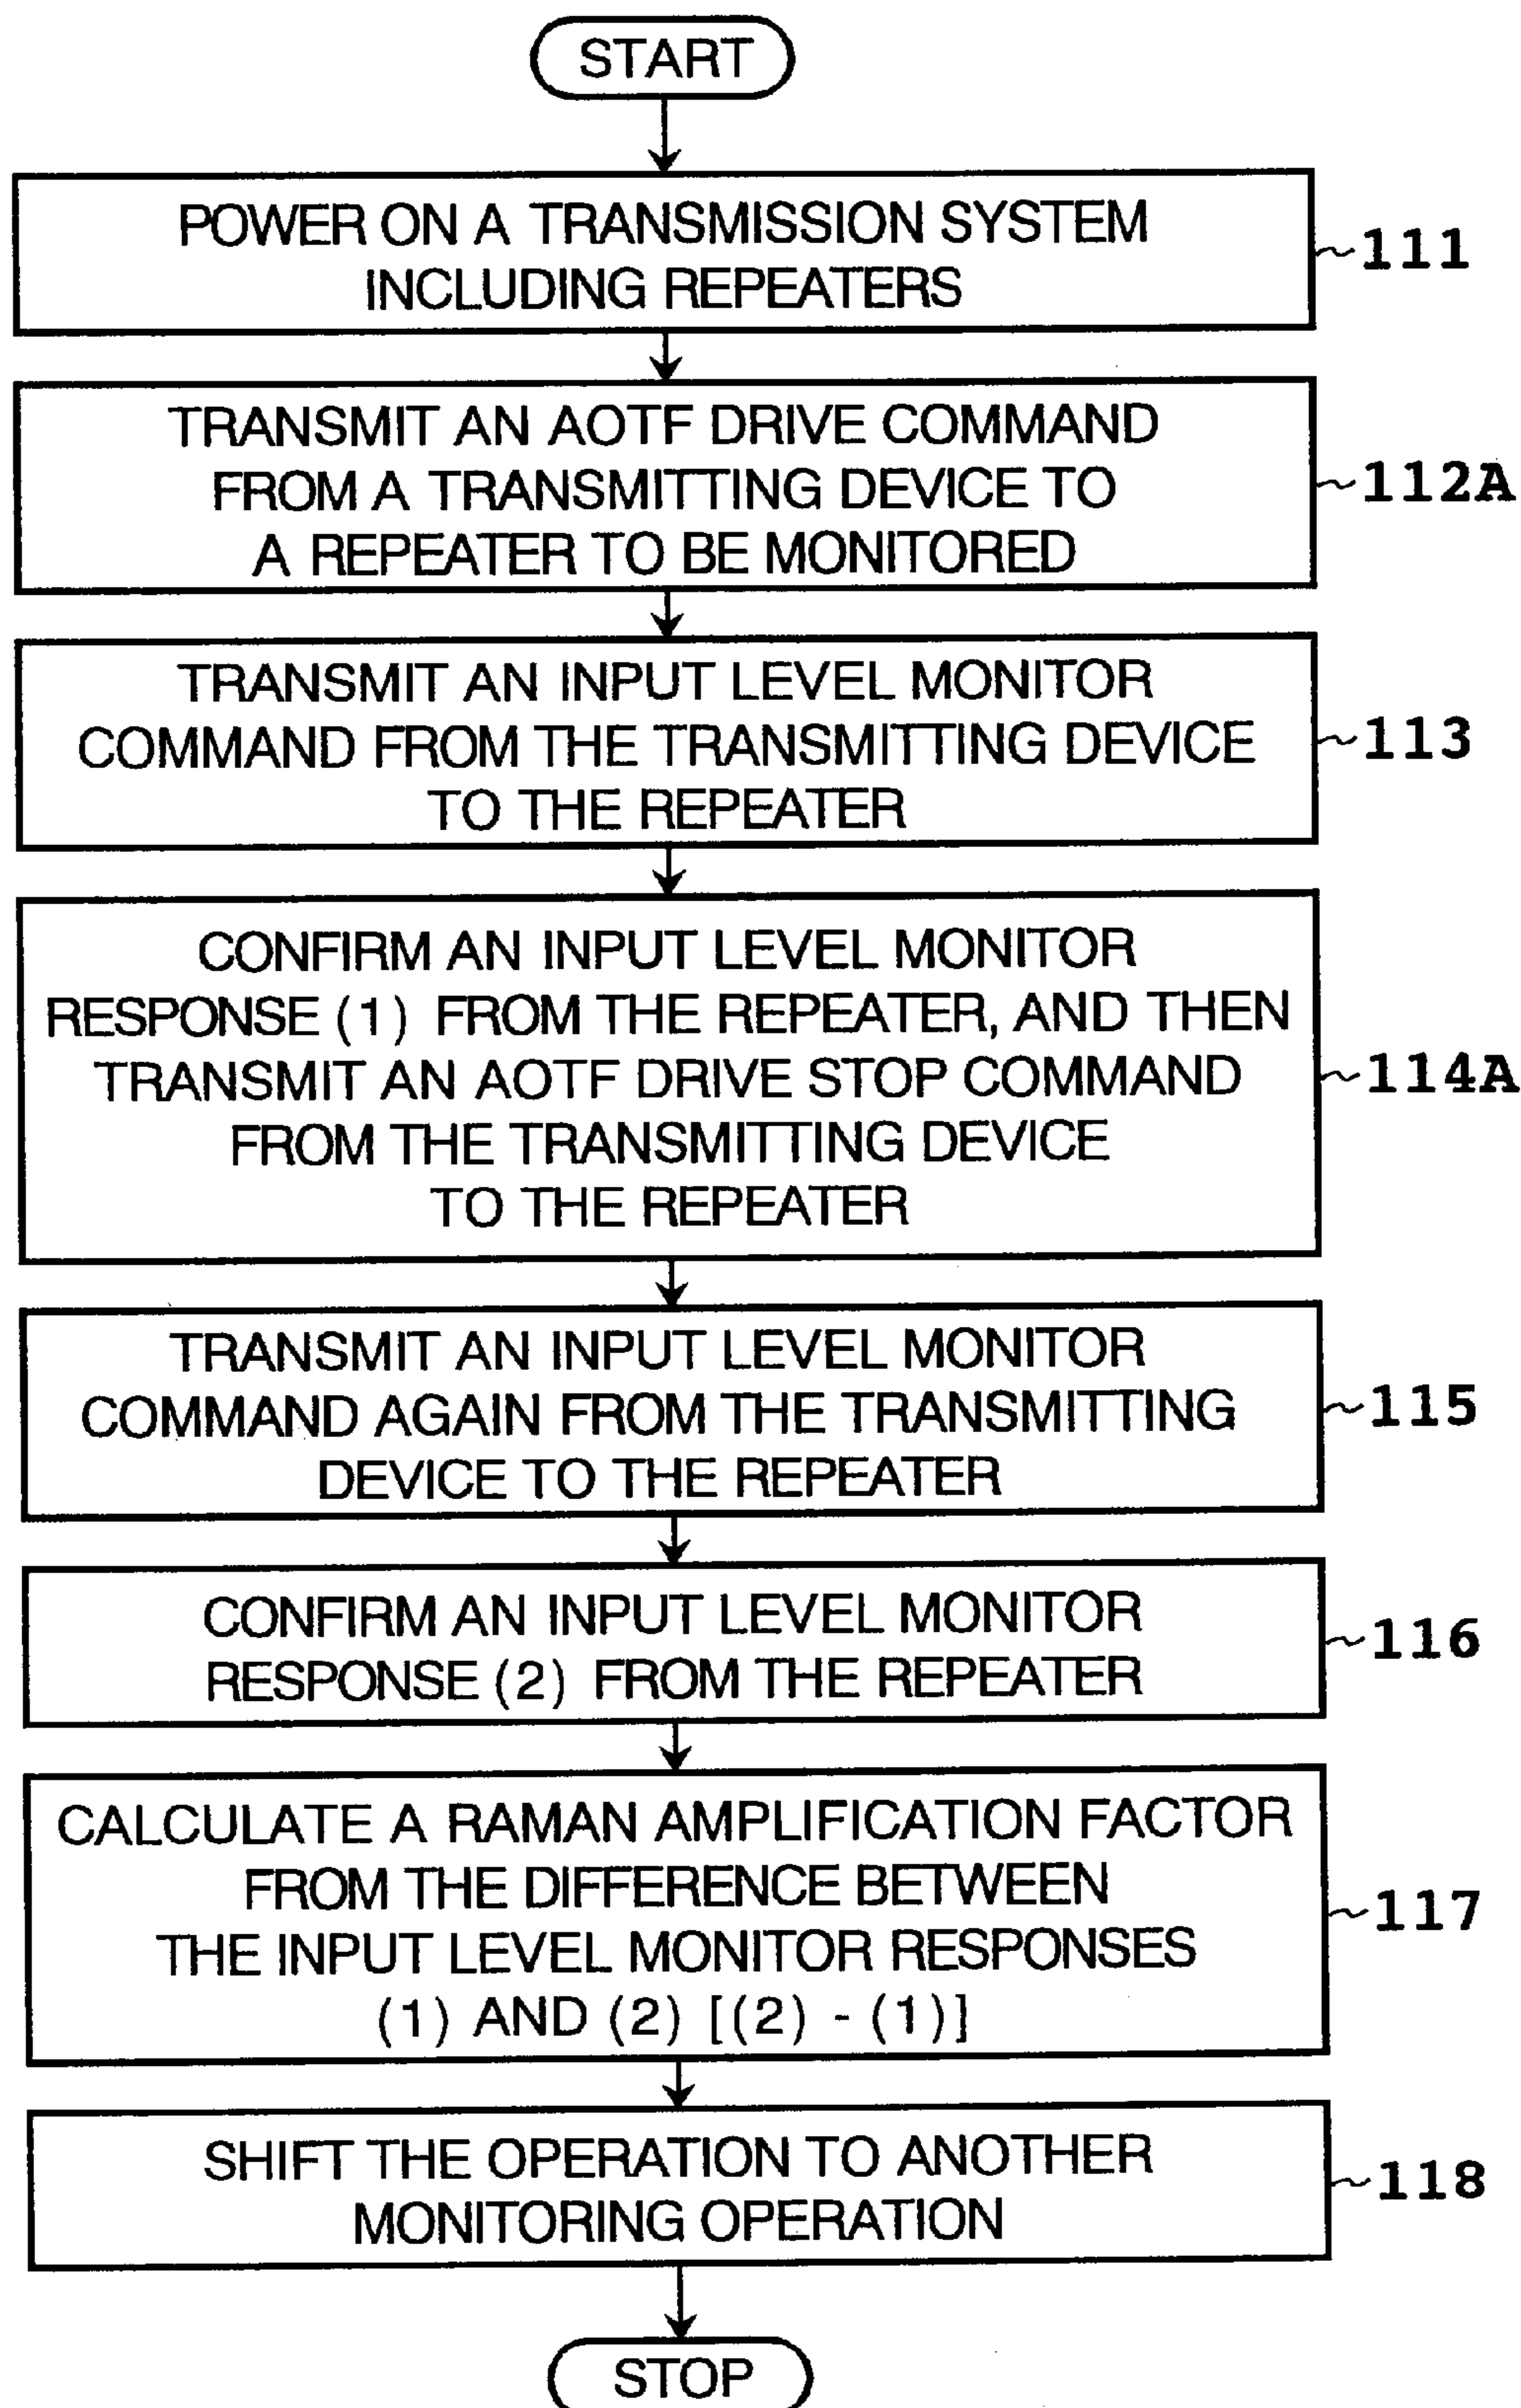 START
POWER ON A TRANSMISSION SYSTEM
INCLUDING REPEATERS
111
TRANSMIT AN AOTF DRIVE COMMAND
FROM A TRANSMITTING DEVICE TO
A REPEATER TO BE MONITORED
112A
TRANSMIT AN INPUT LEVEL MONITOR
COMMAND FROM THE TRANSMITTING DEVICE
TO THE REPEATER
113
CONFIRM AN INPUT LEVEL MONITOR
RESPONSE (1) FROM THE REPEATER, AND THEN
TRANSMIT AN AOTF DRIVE STOP COMMAND
FROM THE TRANSMITTING DEVICE
TO THE REPEATER
114A
TRANSMIT AN INPUT LEVEL MONITOR
COMMAND AGAIN FROM THE TRANSMITTING
DEVICE TO THE REPEATER
115
CONFIRM AN INPUT LEVEL MONITOR
RESPONSE (2) FROM THE REPEATER
116
CALCULATE A RAMAN AMPLIFICATION FACTOR
FROM THE DIFFERENCE BETWEEN
THE INPUT LEVEL MONITOR RESPONSES
(1) AND (2) [(2) - (1)]
117
SHIFT THE OPERATION TO ANOTHER
MONITORING OPERATION
118
STOP